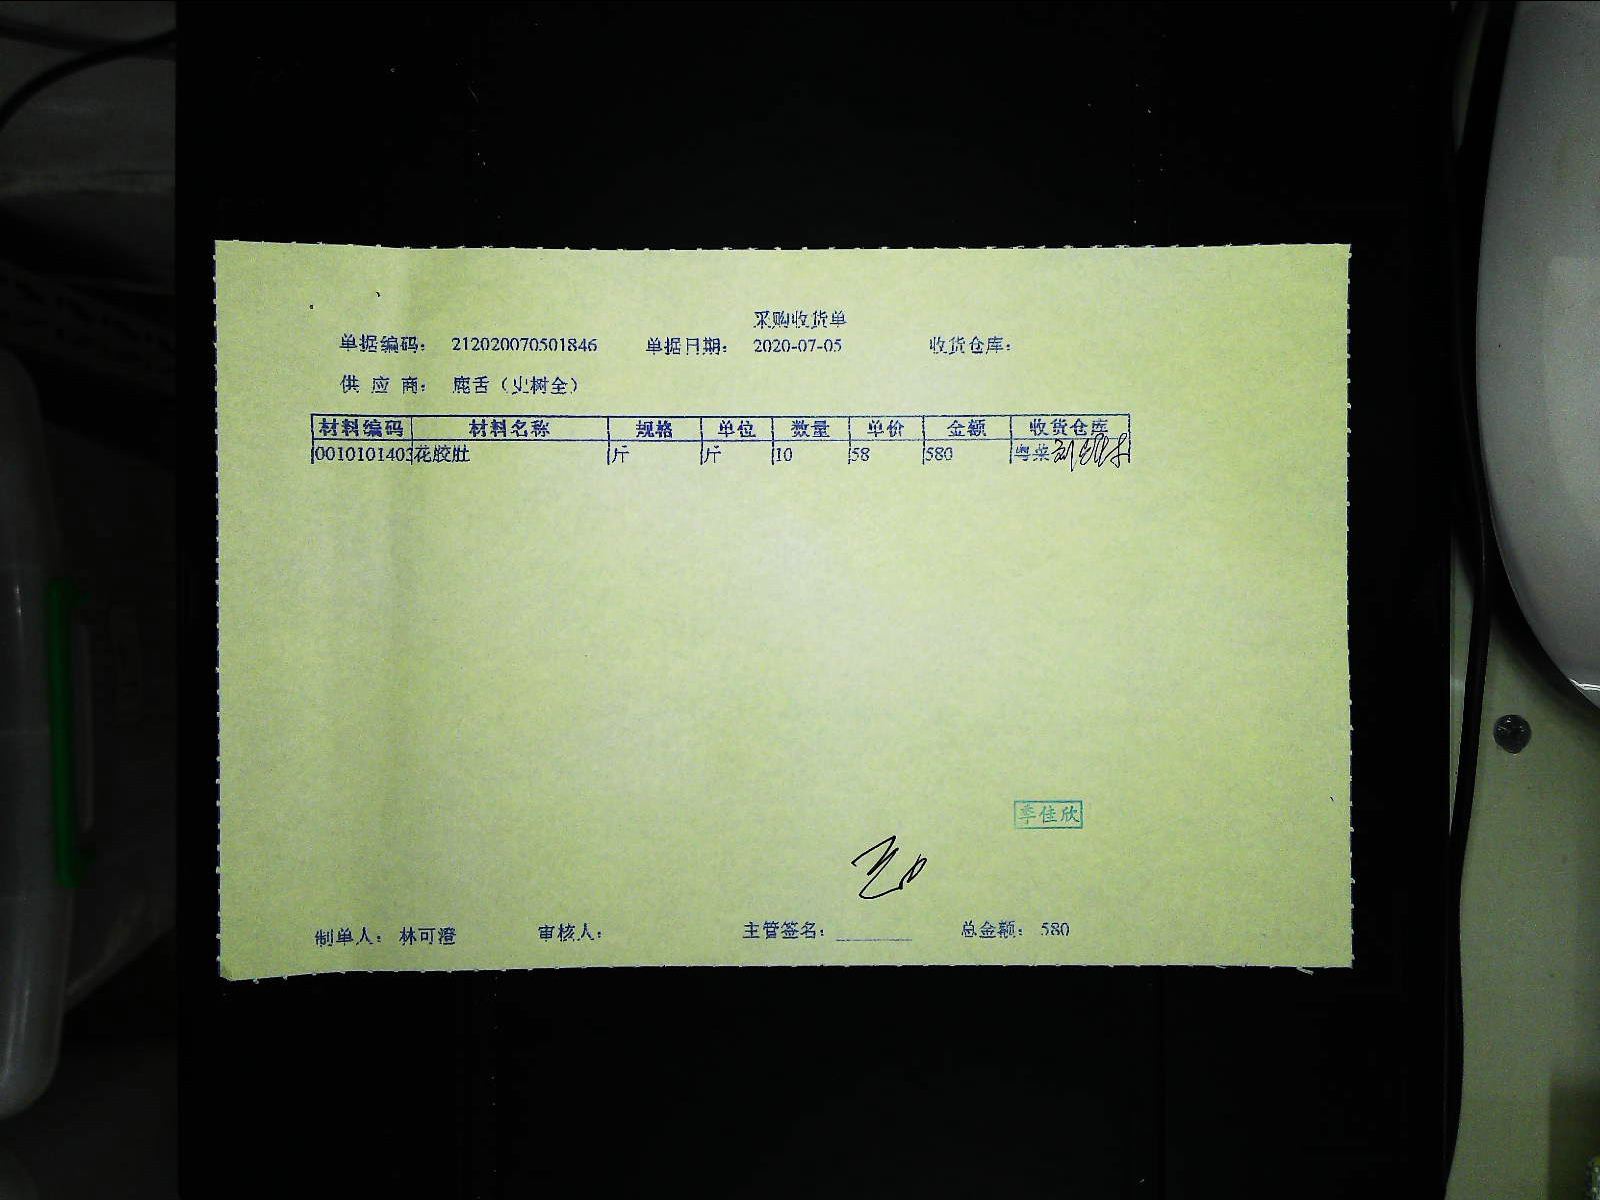 采购收货单
单据编码： 212020070501846 单据日期： 2020-07-05 收货仓库：
供 应 商： 鹿舌（史树全）
材料编码 材料名称 规格 单位 数量 单价 金额 收货仓库
0010101403 花胶肚 斤 斤 10 58 580 粤菜
李佳欣
制单人： 林可澄 审核人： 主管签名： 总金额： 580